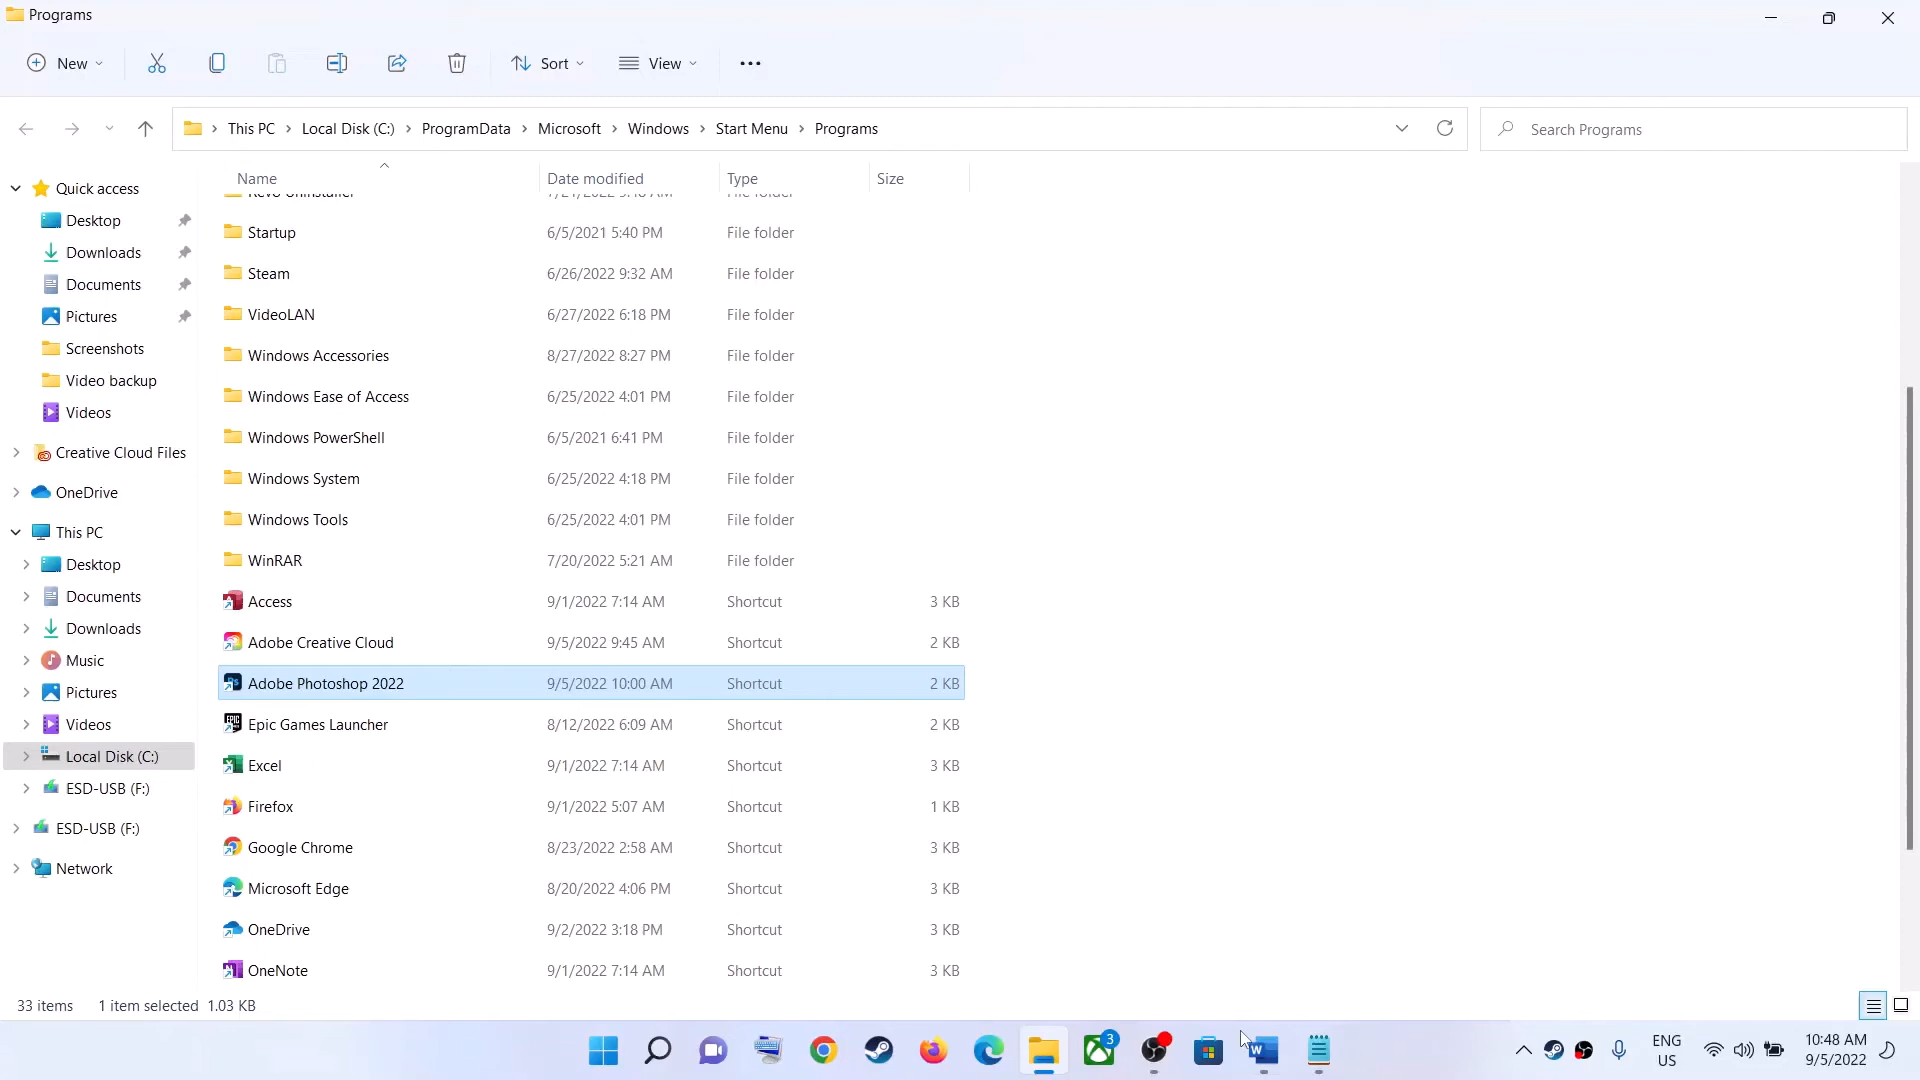 Programs
New
Sort
View
This PC
Local Disk (C:)
ProgramData
Microsoft
Windows
Start Menu
Programs
Search Programs
Name
Date modified
Type
Size
Quick access
Desktop
Downloads
Documents
Pictures
Screenshots
Video backup
Videos
Creative Cloud Files
OneDrive
This PC
Desktop
Documents
Downloads
Music
Pictures
Videos
Local Disk (C:)
ESD-USB (F:)
ESD-USB (F:)
Network
Startup 6/5/2021 5:40 PM File folder
Steam 6/26/2022 9:32 AM File folder
VideoLAN 6/27/2022 6:18 PM File folder
Windows Accessories 8/27/2022 8:27 PM File folder
Windows Ease of Access 6/25/2022 4:01 PM File folder
Windows PowerShell 6/5/2021 6:41 PM File folder
Windows System 6/25/2022 4:18 PM File folder
Windows Tools 6/25/2022 4:01 PM File folder
WinRAR 7/20/2022 5:21 AM File folder
Access 9/1/2022 7:14 AM Shortcut 3 KB
Adobe Creative Cloud 9/5/2022 9:45 AM Shortcut 2 KB
Adobe Photoshop 2022 9/5/2022 10:00 AM Shortcut 2 KB
Epic Games Launcher 8/12/2022 6:09 AM Shortcut 2 KB
Excel 9/1/2022 7:14 AM Shortcut 3 KB
Firefox 9/1/2022 5:07 AM Shortcut 1 KB
Google Chrome 8/23/2022 2:58 AM Shortcut 3 KB
Microsoft Edge 8/20/2022 4:06 PM Shortcut 3 KB
OneDrive 9/2/2022 3:18 PM Shortcut 3 KB
OneNote 9/1/2022 7:14 AM Shortcut 3 KB
33 items 1 item selected 1.03 KB
3
ENG
US
10:48 AM
9/5/2022